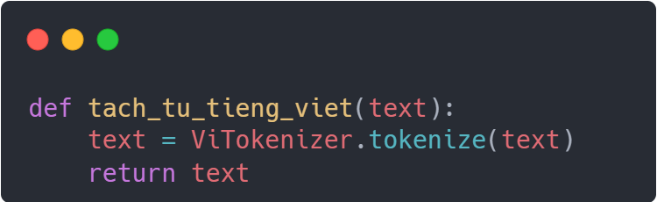 def tach_tu_tieng_viet(text):
    text = ViTokenizer.tokenize(text)
    return text